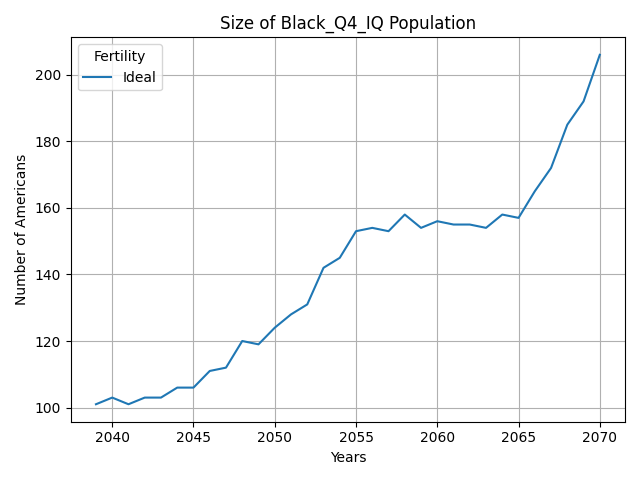 Size of Black_Q4_IQ Population
Fertility
Ideal
Number of Americans
200
180
160
140
120
100
2040 2045 2050 2055 2060 2065 2070
Years